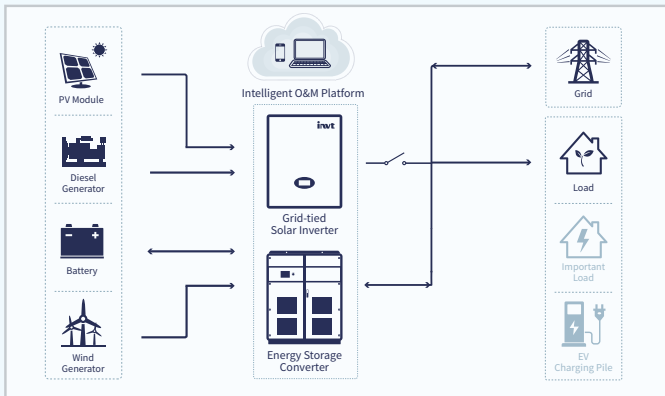 Intelligent O&M Platform
PV Module
Diesel
Generator
Battery
Wind
Generator
invt
Grid-tied
Solar Inverter
Energy Storage
Converter
Grid
Load
Important
Load
EV
Charging Pile